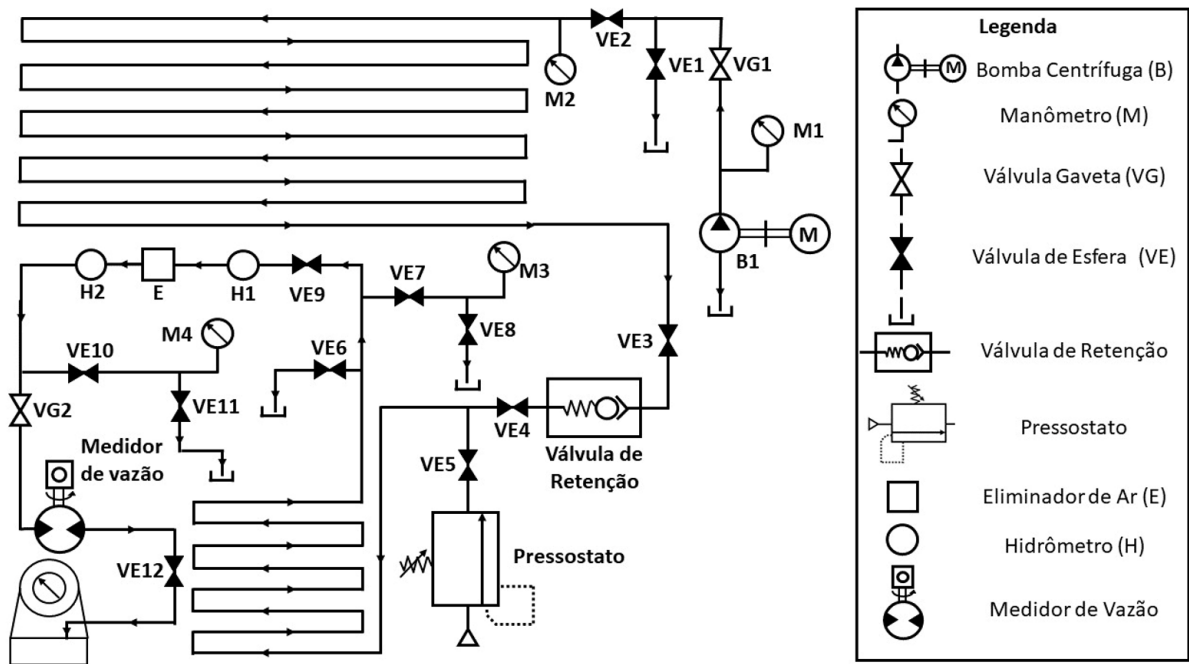 VE2
VE1
VG1
M2
M1
M
B1
H2
E
H1
VE9
VE7
M3
VE8
VE3
M4
VE10
VE6
VG2
VE11
VE4
Válvula de
Retenção
Medidor
de vazão
VE5
Pressostato
VE12
Legenda
M
Bomba Centrífuga (B)
Manômetro (M)
Válvula Gaveta (VG)
Válvula de Esfera (VE)
Válvula de Retenção
Pressostato
Eliminador de Ar (E)
Hidrômetro (H)
Medidor de Vazão